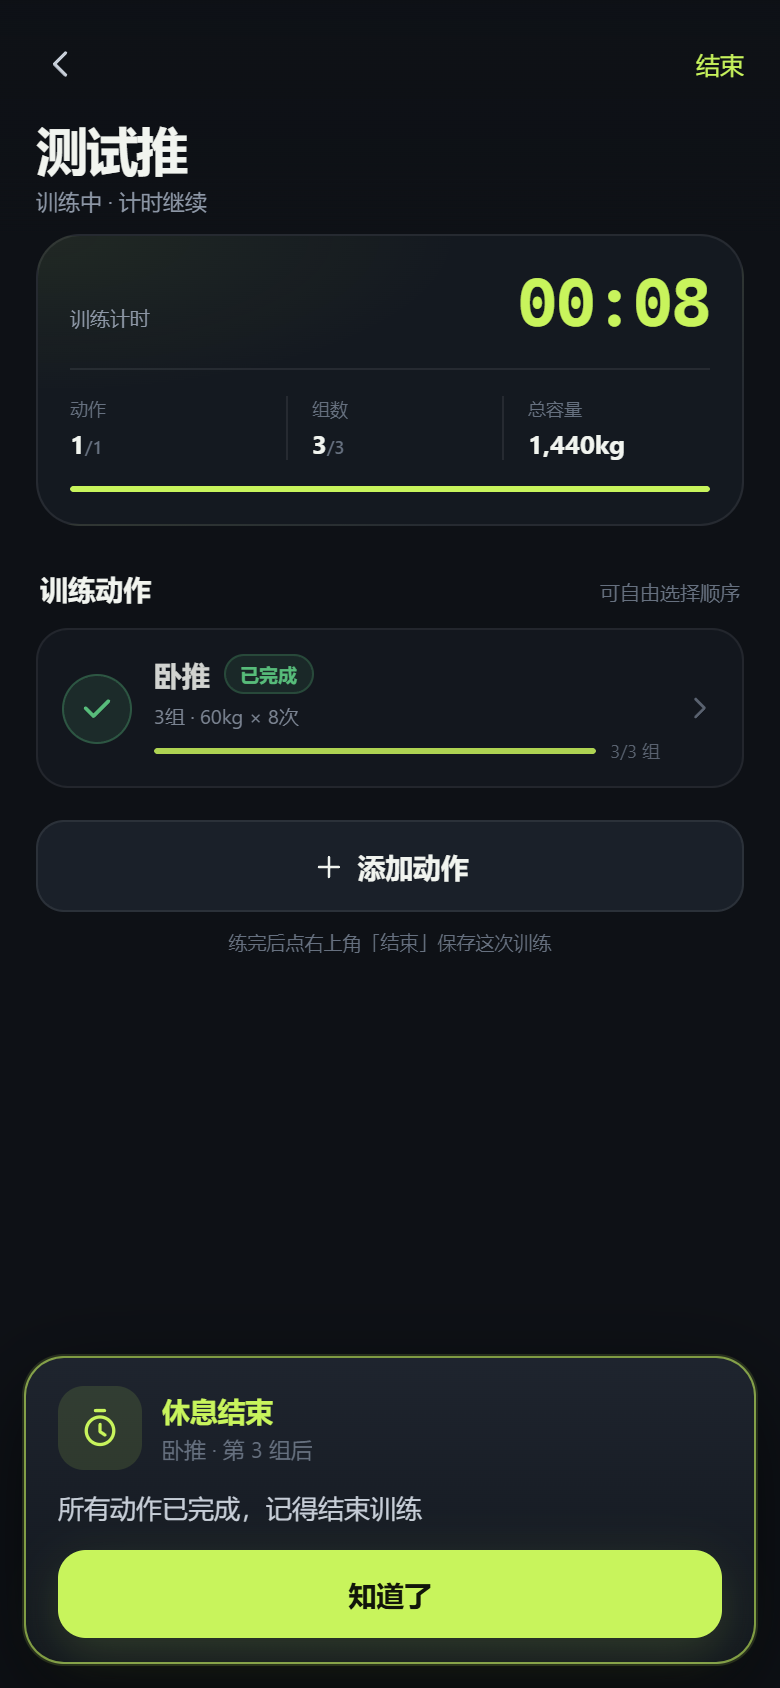 结束
测试推
训练中 · 计时继续
训练计时
00:08
动作
组数
总容量
1/1
3/3
1,440kg
训练动作
可自由选择顺序
卧推
已完成
3组 · 60kg × 8次
3/3 组
添加动作
练完后点右上角「结束」保存这次训练
休息结束
卧推 · 第 3 组后
所有动作已完成，记得结束训练
知道了